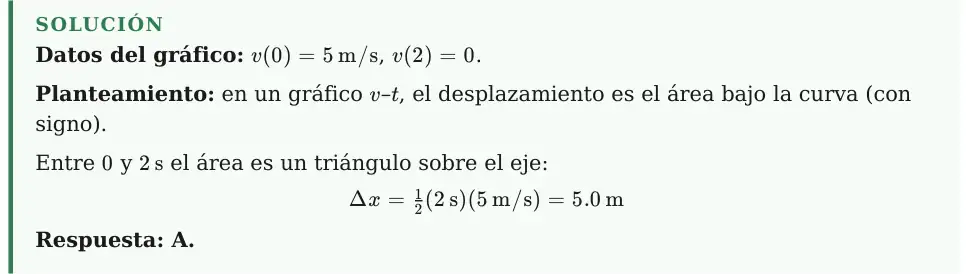 SOLUCIÓN
Datos del gráfico: v(0) = 5 m/s, v(2) = 0.
Planteamiento: en un gráfico v–t, el desplazamiento es el área bajo la curva (con
signo).
Entre 0 y 2 s el área es un triángulo sobre el eje:
Δx = ½(2 s)(5 m/s) = 5.0 m
Respuesta: A.